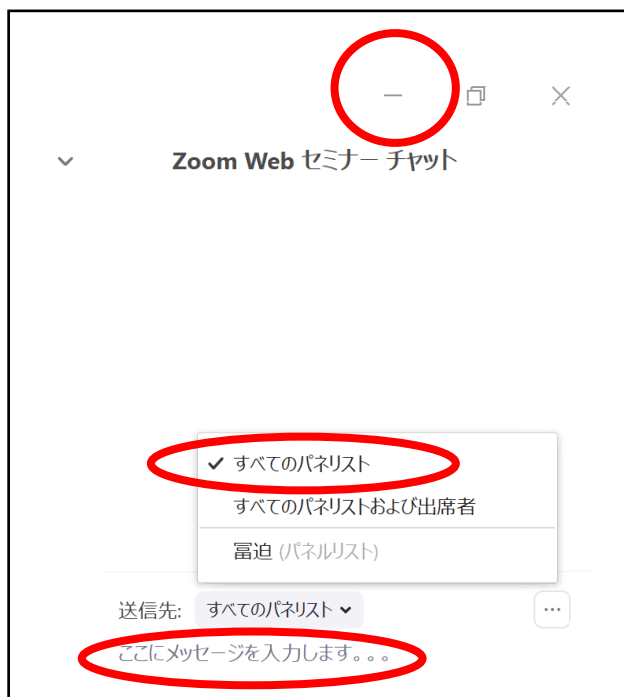 Zoom Web セミナー チャット
すべてのパネリスト
すべてのパネリストおよび出席者
冨迫 (パネルリスト)
送信先: すべてのパネリスト
ここにメッセージを入力します。。。